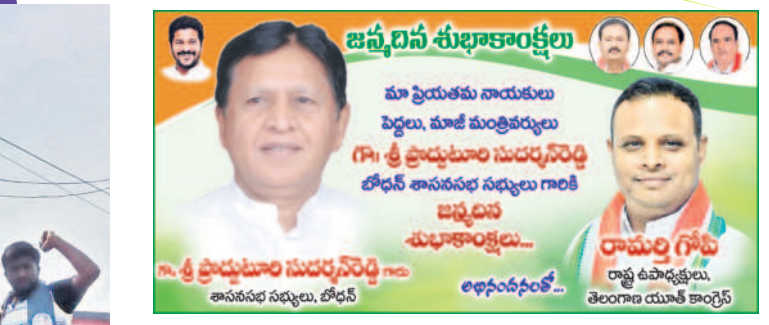 జన్మదిన శుభాకాంక్షలు
మా ప్రియతమ నాయకులు
పెద్దలు, మాజీ మంత్రివర్యులు
గౌ॥ శ్రీ ప్రొద్దుటూరి సుదర్శన్‌రెడ్డి
బోధన్ శాసనసభ సభ్యులు గారికి
జన్మదిన
శుభాకాంక్షలు...
గౌ. శ్రీ ప్రొద్దుటూరి సుదర్శన్‌రెడ్డి గారు
శాసనసభ సభ్యులు, బోధన్
అభినందనలతో...
రామర్తి గోపి
రాష్ట్ర ఉపాధ్యక్షులు,
తెలంగాణ యూత్ కాంగ్రెస్